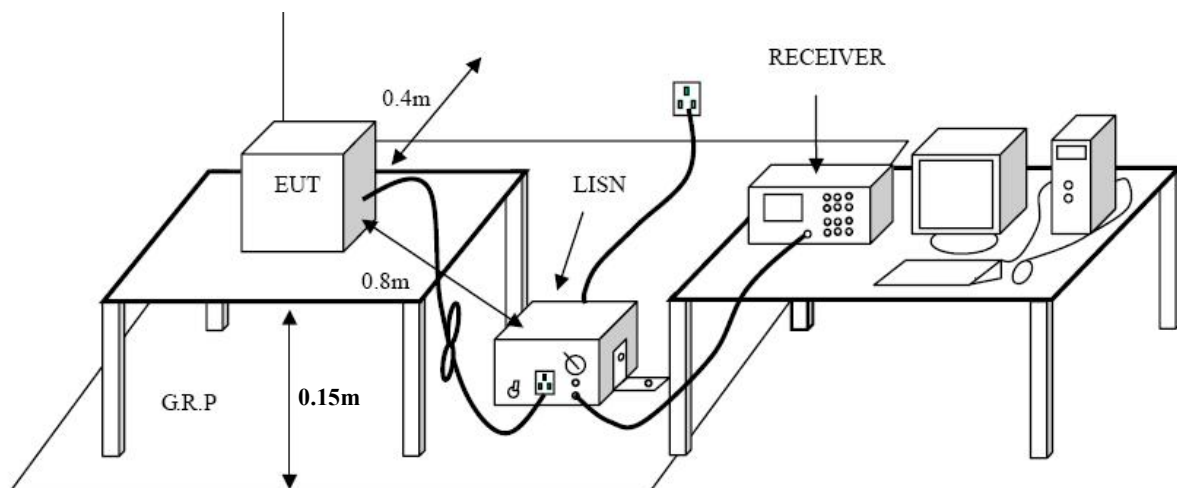 RECEIVER
0.4m
EUT
LISN
0.8m
G.R.P
0.15m